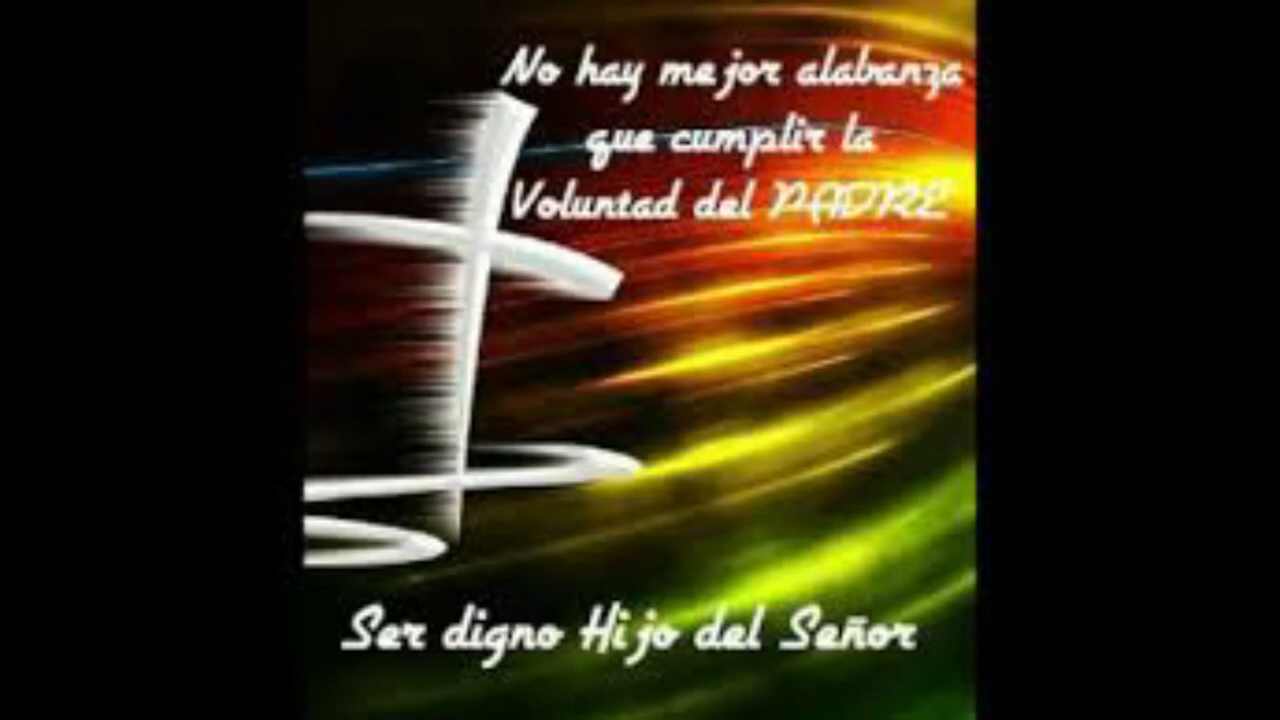 No hay mejor alabanza
que cumplir la
Voluntad del PADRE
Ser digno Hijo del Señor